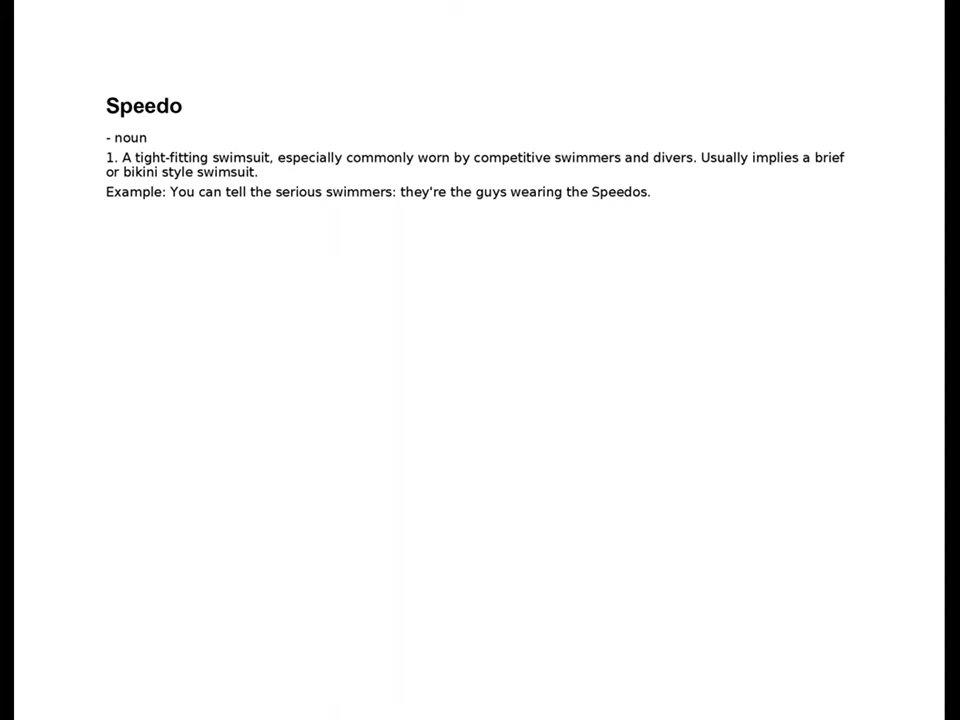 Speedo
- noun
1. A tight-fitting swimsuit, especially commonly worn by competitive swimmers and divers. Usually implies a brief
or bikini style swimsuit.
Example: You can tell the serious swimmers: they're the guys wearing the Speedos.